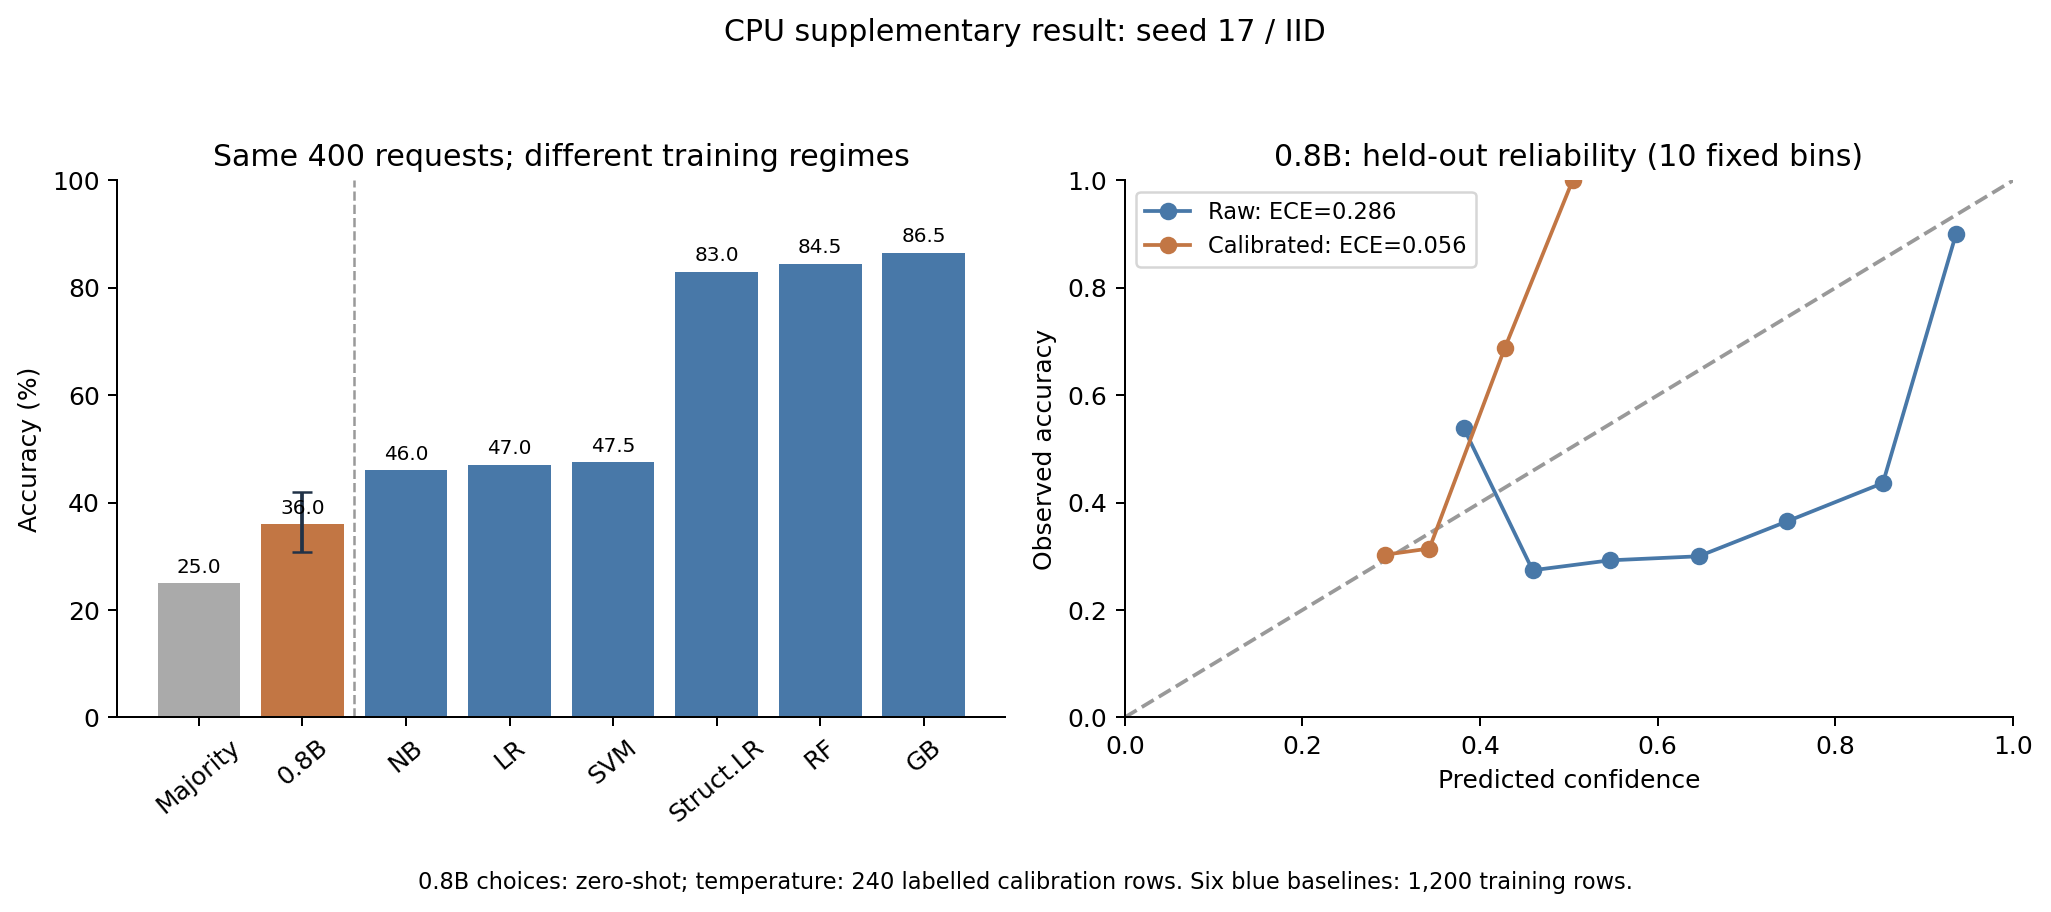 CPU supplementary result: seed 17 / IID
Same 400 requests; different training regimes
Accuracy (%)
100
80
60
40
20
0
25.0
36.0
46.0
47.0
47.5
83.0
84.5
86.5
Majority
0.8B
NB
LR
SVM
Struct.LR
RF
GB
0.8B: held-out reliability (10 fixed bins)
Raw: ECE=0.286
Calibrated: ECE=0.056
Observed accuracy
1.0
0.8
0.6
0.4
0.2
0.0
0.0
0.2
0.4
0.6
0.8
1.0
Predicted confidence
0.8B choices: zero-shot; temperature: 240 labelled calibration rows. Six blue baselines: 1,200 training rows.